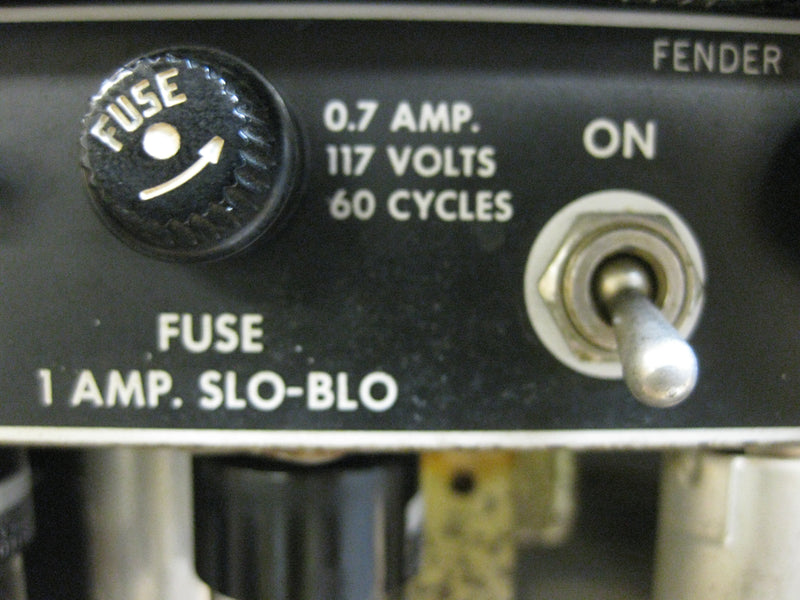 FENDER
FUSE
0.7 AMP.
117 VOLTS
60 CYCLES
ON
FUSE
1 AMP. SLO-BLO